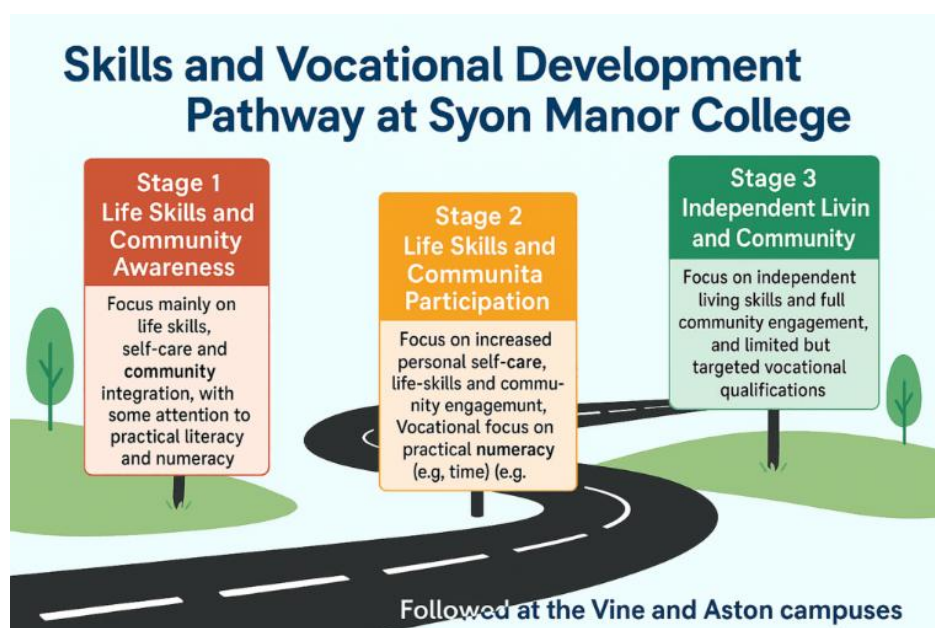 Skills and Vocational Development
Pathway at Syon Manor College
Stage 1
Life Skills and
Community
Awareness
Focus mainly on
life skills,
self-care and
community
integration, with
some attention to
practical literacy
and numeracy
Stage 2
Life Skills and
Communita
Participation
Focus on increased
personal self-care,
life-skills and commu-
nity engagemunt,
Vocational focus on
practical numeracy
(e.g, time) (e.g.
Stage 3
Independent Livin
and Community
Focus on independent
living skills and full
community engagement,
and limited but
targeted vocational
qualifications
Followed at the Vine and Aston campuses